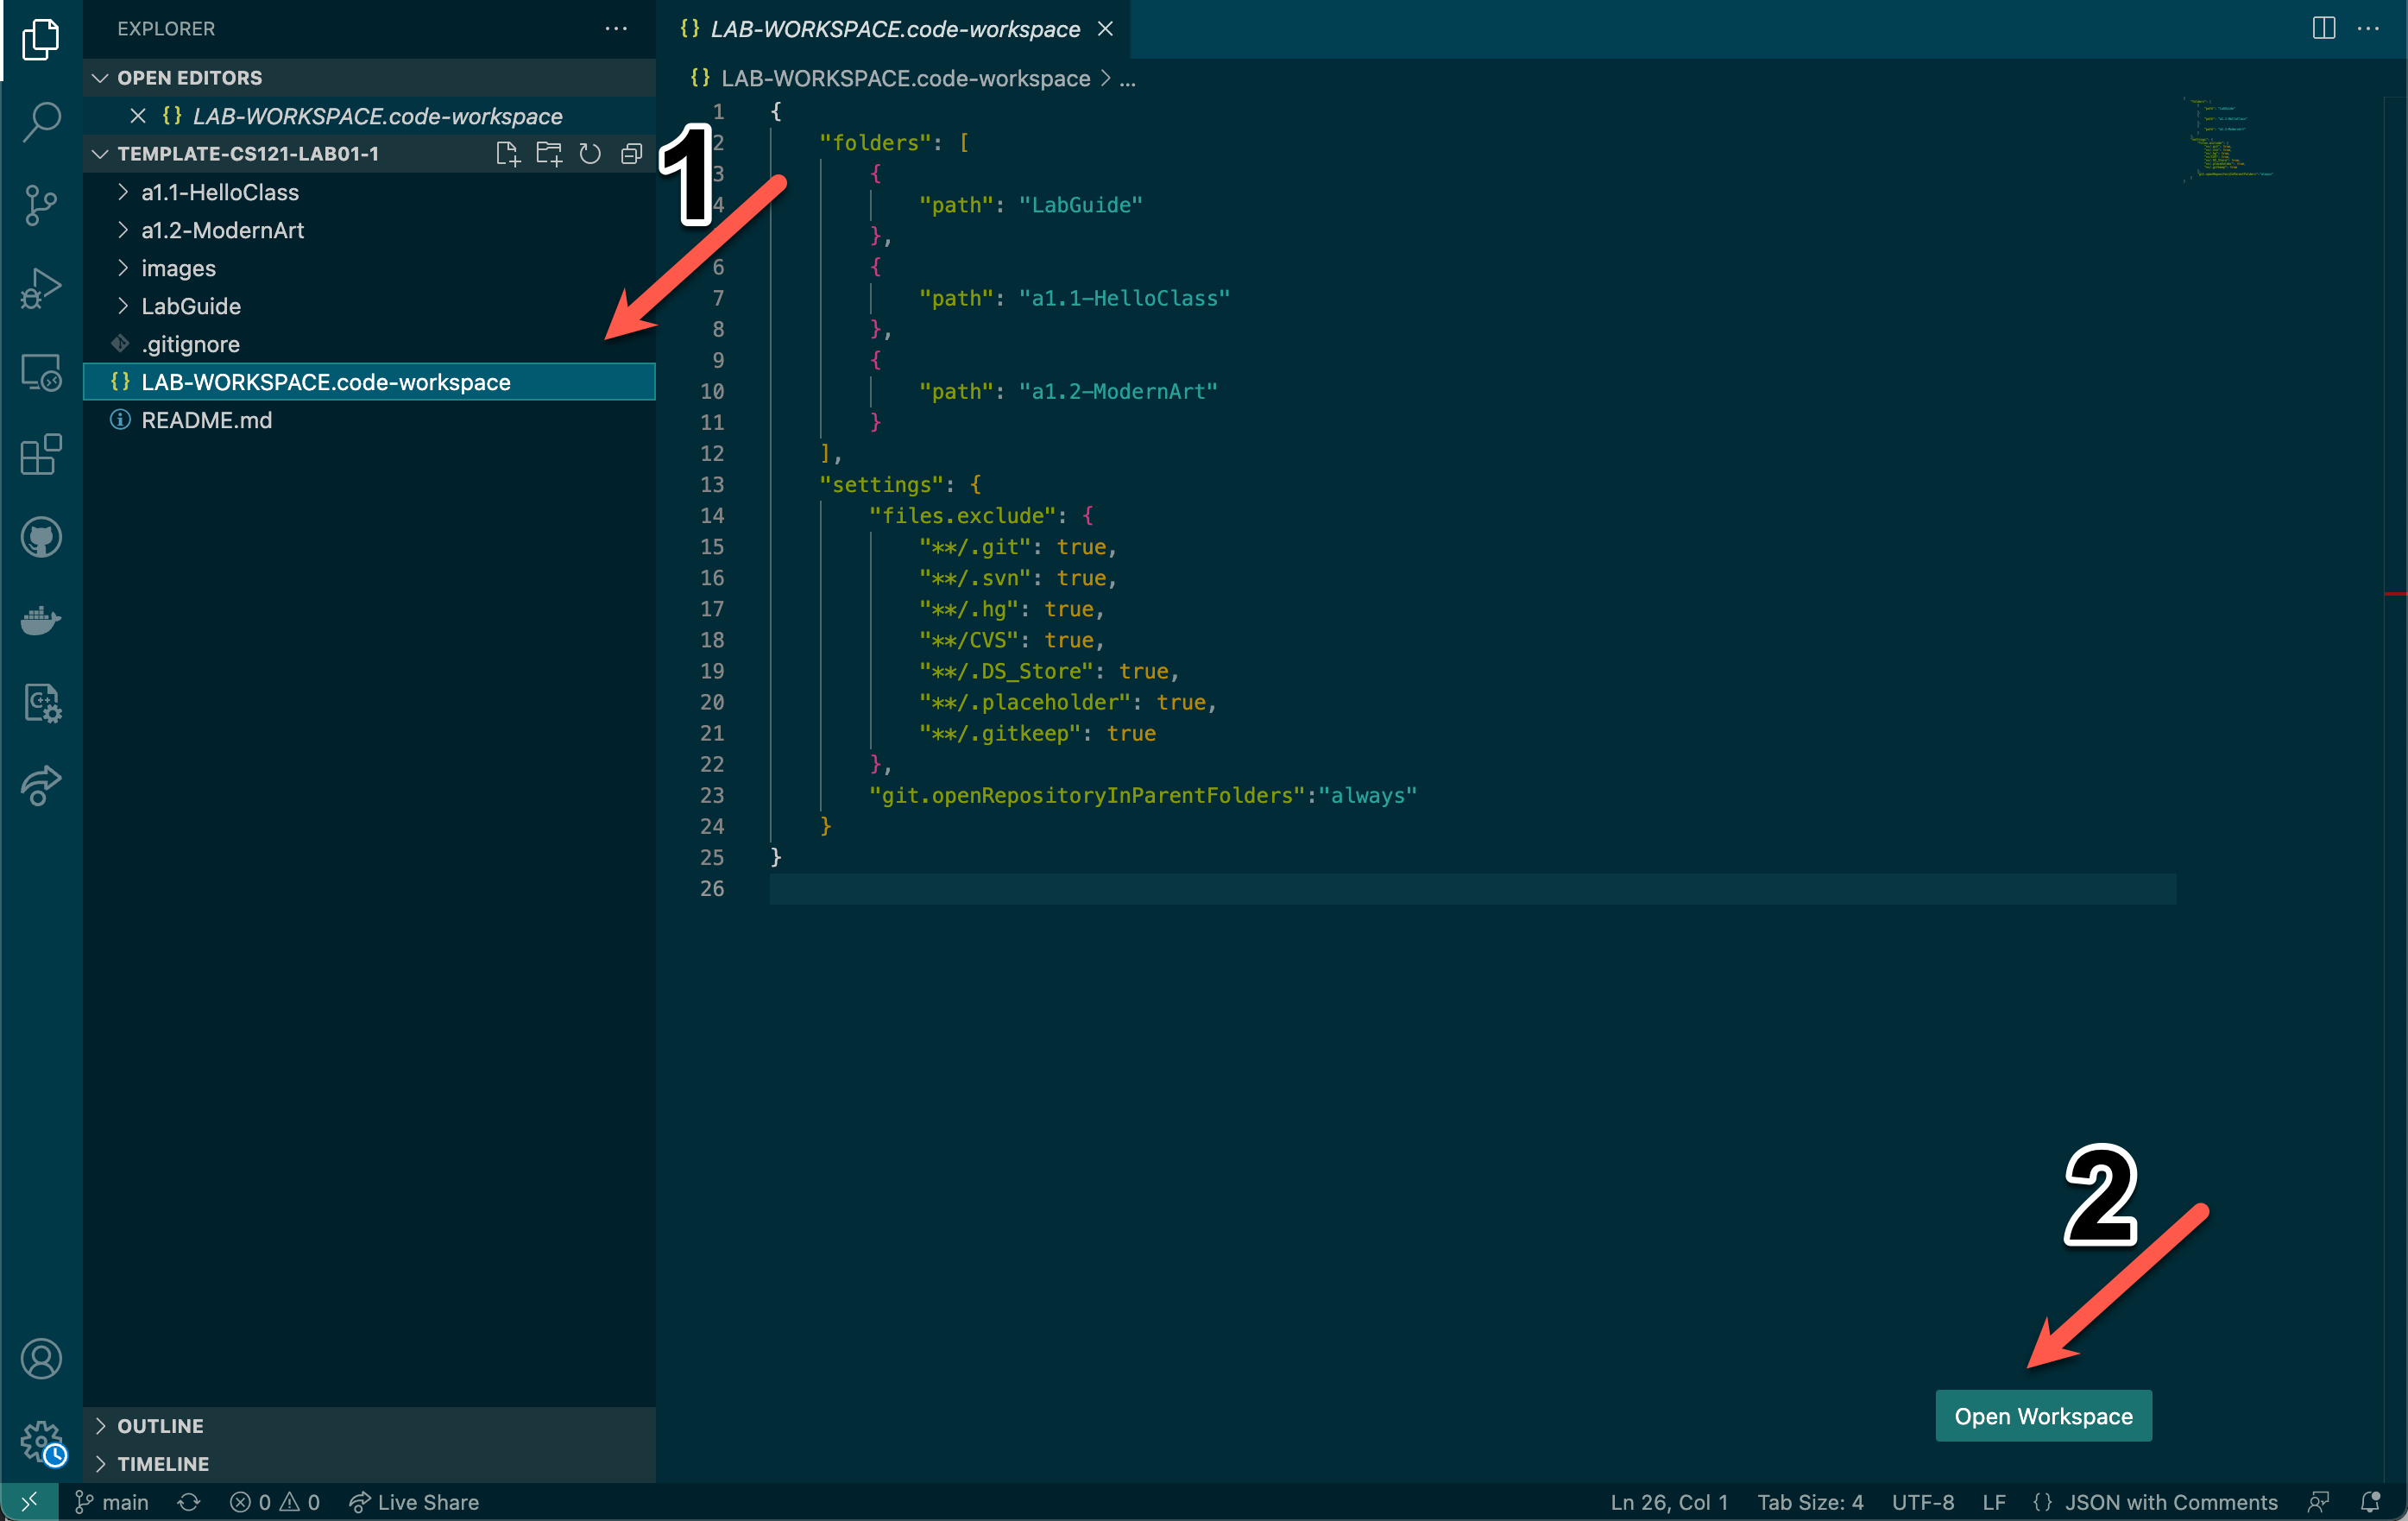 EXPLORER
OPEN EDITORS
{} LAB-WORKSPACE.code-workspace
TEMPLATE-CS121-LAB01-1
a1.1-HelloClass
a1.2-ModernArt
images
LabGuide
.gitignore
{} LAB-WORKSPACE.code-workspace
README.md
OUTLINE
TIMELINE
{} LAB-WORKSPACE.code-workspace
{} LAB-WORKSPACE.code-workspace > ...
1 {
2 "folders": [
3 {
4 "path": "LabGuide"
},
6 {
7 "path": "a1.1-HelloClass"
8 },
9 {
10 "path": "a1.2-ModernArt"
11 }
12 ],
13 "settings": {
14 "files.exclude": {
15 "**/.git": true,
16 "**/.svn": true,
17 "**/.hg": true,
18 "**/CVS": true,
19 "**/.DS_Store": true,
20 "**/.placeholder": true,
21 "**/.gitkeep": true
22 },
23 "git.openRepositoryInParentFolders":"always"
24 }
25 }
26
1
2
Open Workspace
main 0 0 Live Share Ln 26, Col 1 Tab Size: 4 UTF-8 LF {} JSON with Comments